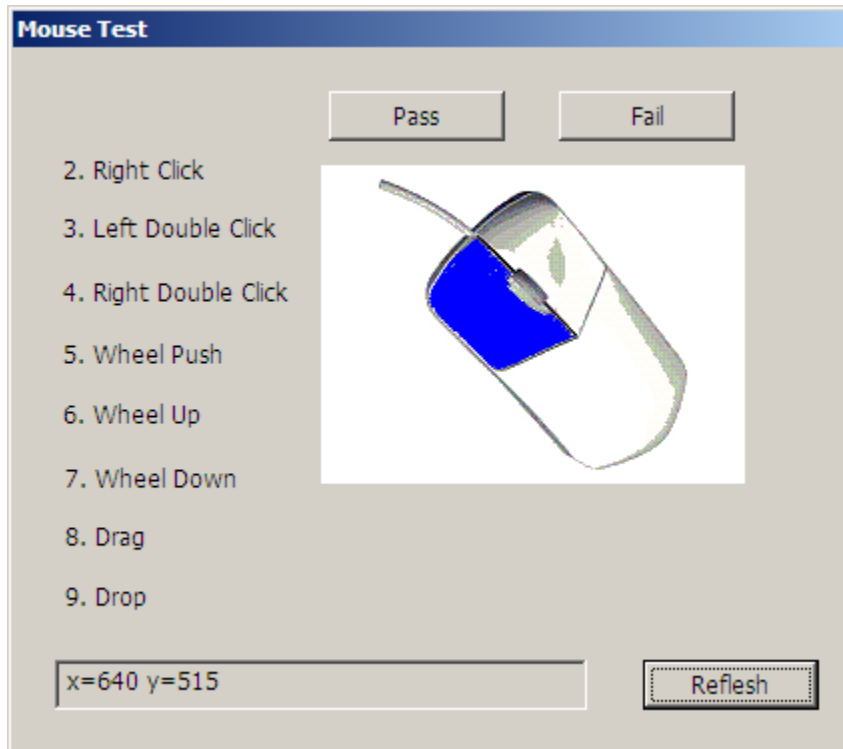 Mouse Test
Pass Fail
2. Right Click
3. Left Double Click
4. Right Double Click
5. Wheel Push
6. Wheel Up
7. Wheel Down
8. Drag
9. Drop
x=640 y=515 Reflesh